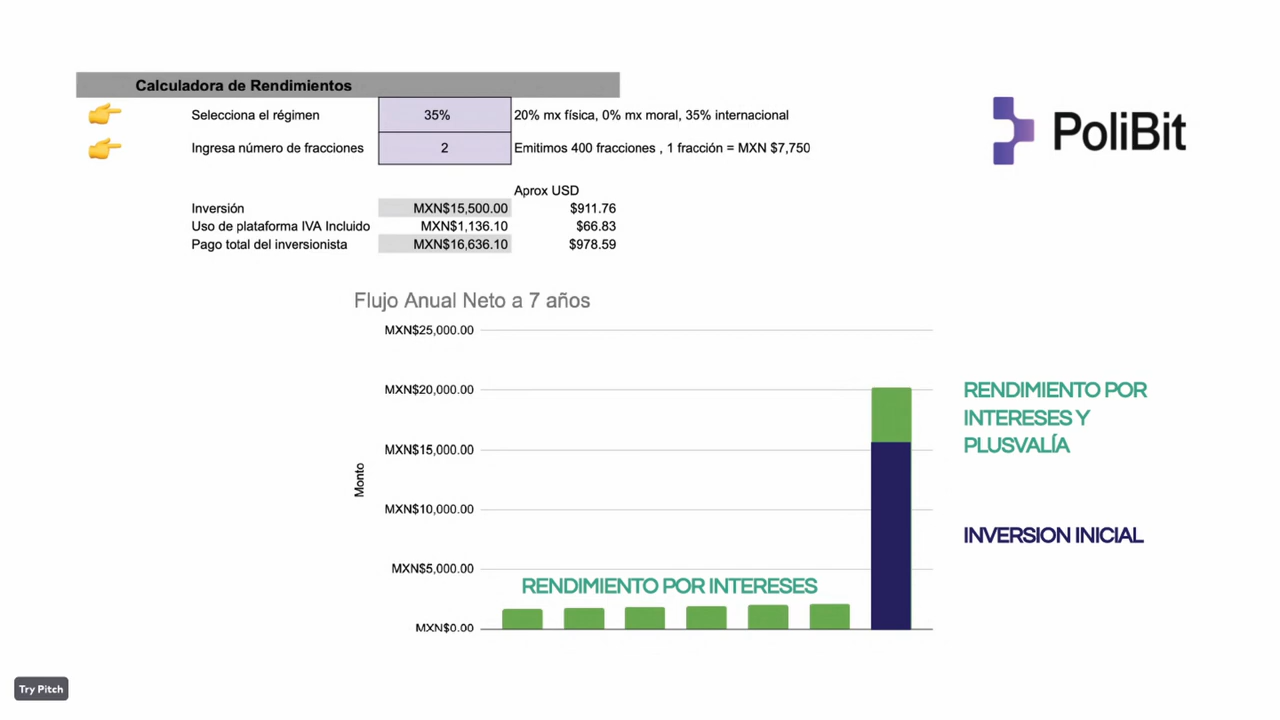 Calculadora de Rendimientos
Selecciona el régimen 35% 20% mx física, 0% mx moral, 35% internacional
Ingresa número de fracciones 2 Emitimos 400 fracciones , 1 fracción = MXN $7,750
PoliBit
Aprox USD
Inversión MXN$15,500.00 $911.76
Uso de plataforma IVA Incluido MXN$1,136.10 $66.83
Pago total del inversionista MXN$16,636.10 $978.59
Flujo Anual Neto a 7 años
MXN$25,000.00
MXN$20,000.00
MXN$15,000.00
MXN$10,000.00
MXN$5,000.00
MXN$0.00
Monto
RENDIMIENTO POR INTERESES
RENDIMIENTO POR
INTERESES Y
PLUSVALÍA
INVERSION INICIAL
Try Pitch